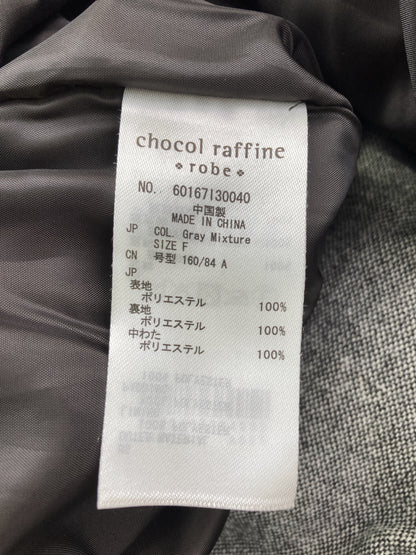 chocol raffine
robe
NO. 60167130040
中国製
MADE IN CHINA
JP COL. Gray Mixture
SIZE F
CN 号型 160/84 A
JP
表地
ポリエステル 100%
裏地
ポリエステル 100%
中わた
ポリエステル 100%